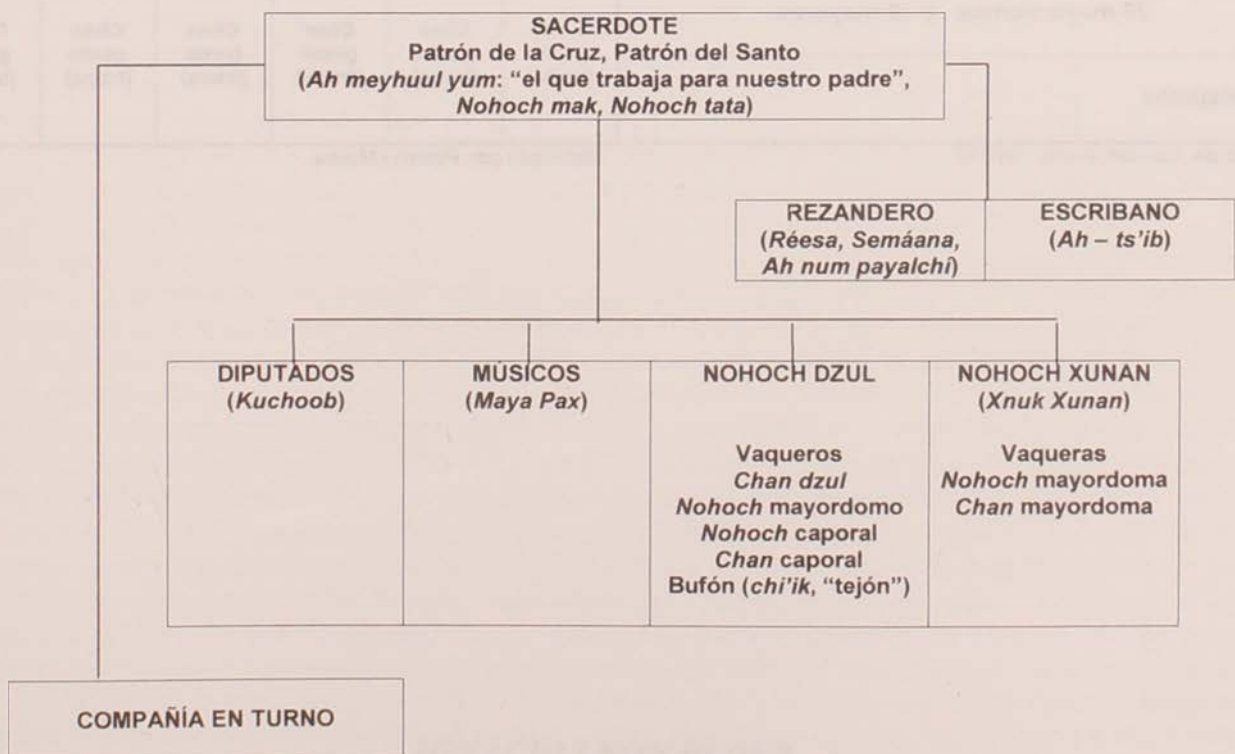 SACERDOTE
Patrón de la Cruz, Patrón del Santo
(Ah meyhuul yum: “el que trabaja para nuestro padre”,
Nohoch mak, Nohoch tata)
REZANDERO
(Réesa, Semáana,
Ah num payalchí)
ESCRIBANO
(Ah – ts’ib)
DIPUTADOS
(Kuchoob)
MÚSICOS
(Maya Pax)
NOHOCH DZUL
Vaqueros
Chan dzul
Nohoch mayordomo
Nohoch caporal
Chan caporal
Bufón (chi’ik, “tejón”)
NOHOCH XUNAN
(Xnuk Xunan)
Vaqueras
Nohoch mayordoma
Chan mayordoma
COMPAÑÍA EN TURNO